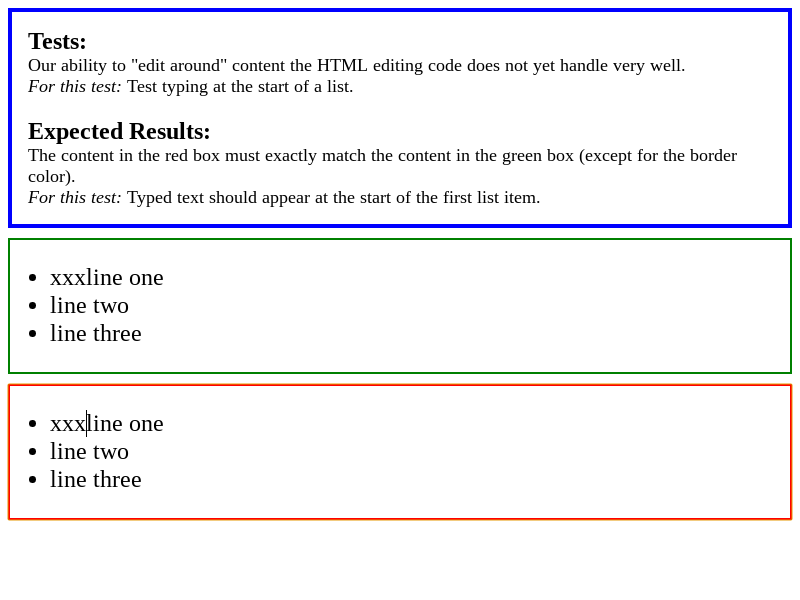 Tests:
Our ability to "edit around" content the HTML editing code does not yet handle very well.
For this test: Test typing at the start of a list.
Expected Results:
The content in the red box must exactly match the content in the green box (except for the border
color).
For this test: Typed text should appear at the start of the first list item.
• xxxline one
• line two
• line three
• xxxline one
• line two
• line three